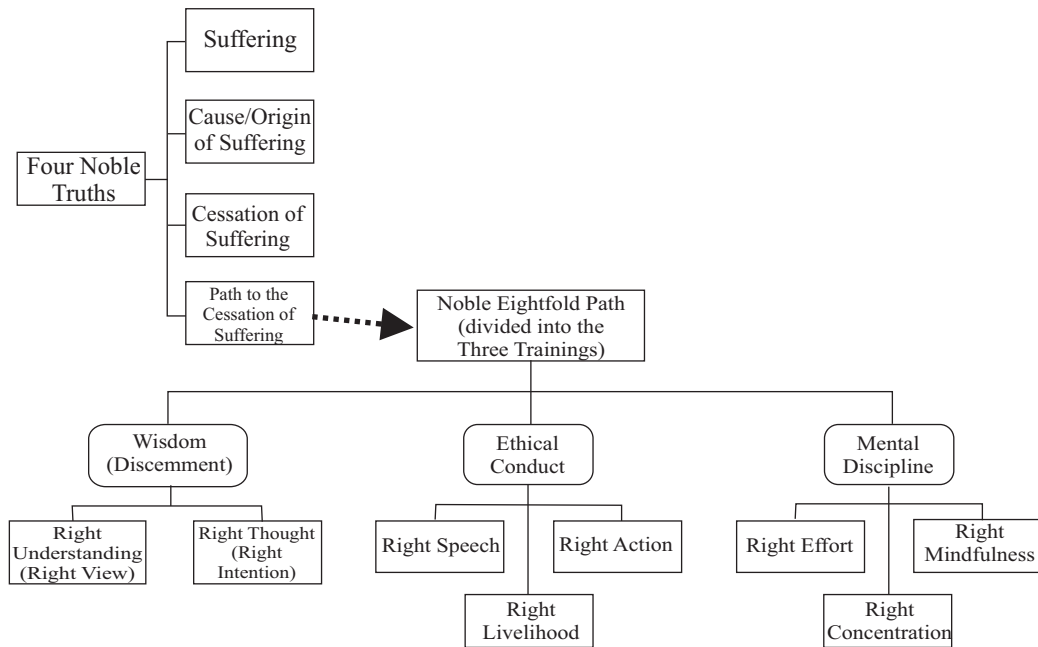 Suffering
Cause/Origin
of Suffering
Four Noble
Truths
Cessation of
Suffering
Path to the
Cessation of
Suffering
Noble Eightfold Path
(divided into the
Three Trainings)
Wisdom
(Discemment)
Ethical
Conduct
Mental
Discipline
Right
Understanding
(Right View)
Right Thought
(Right
Intention)
Right Speech
Right Action
Right
Livelihood
Right Effort
Right
Mindfulness
Right
Concentration